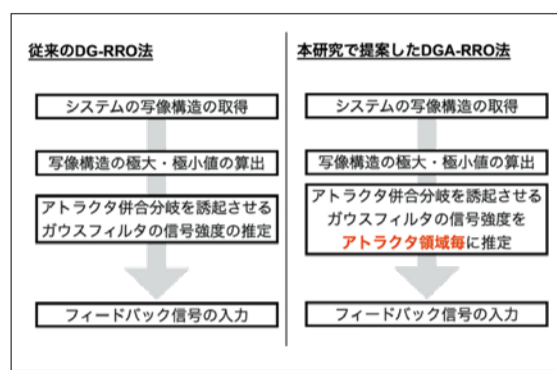 従来のDG-RRO法
システムの写像構造の取得
写像構造の極大・極小値の算出
アトラクタ併合分岐を誘起させる
ガウスフィルタの信号強度の推定
フィードバック信号の入力
本研究で提案したDGA-RRO法
システムの写像構造の取得
写像構造の極大・極小値の算出
アトラクタ併合分岐を誘起させる
ガウスフィルタの信号強度を
アトラクタ領域毎に推定
フィードバック信号の入力